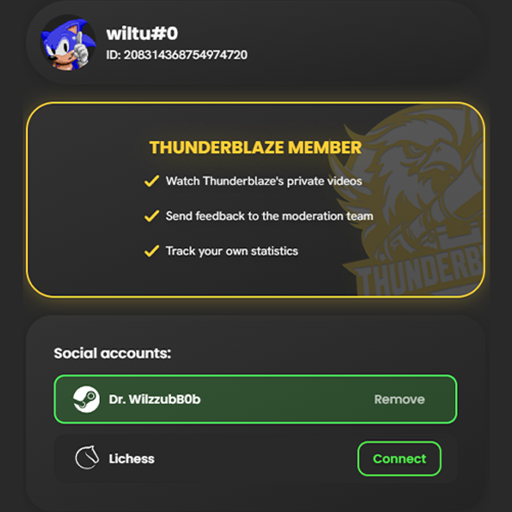 wiltu#0
ID: 208314368754974720
THUNDERBLAZE MEMBER
Watch Thunderblaze's private videos
Send feedback to the moderation team
Track your own statistics
THUNDERB
Social accounts:
Dr. WilzzubB0b
Remove
Lichess
Connect